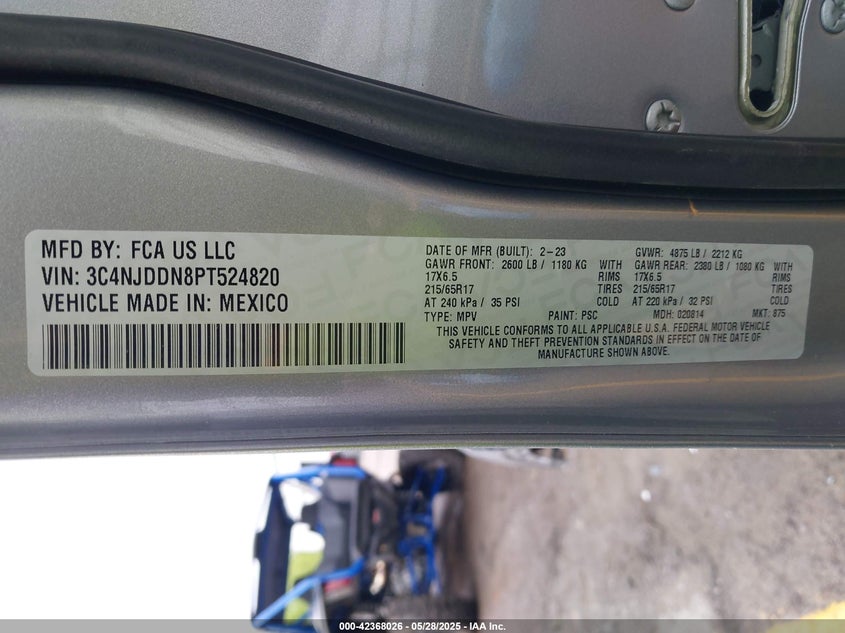 MFD BY: FCA US LLC
VIN: 3C4NJDDN8PT524820
VEHICLE MADE IN: MEXICO
DATE OF MFR (BUILT): 2-23 GVWR: 4875 LB / 2212 KG
GAWR FRONT: 2600 LB / 1180 KG WITH GAWR REAR: 2380 LB / 1080 KG WITH
17X6.5 RIMS 17X6.5 RIMS
215/65R17 TIRES 215/65R17 TIRES
AT 240 kPa / 35 PSI COLD AT 220 kPa / 32 PSI COLD
TYPE: MPV PAINT: PSC MDH: 020814 MKT: 875
THIS VEHICLE CONFORMS TO ALL APPLICABLE U.S.A. FEDERAL MOTOR VEHICLE
SAFETY AND THEFT PREVENTION STANDARDS IN EFFECT ON THE DATE OF
MANUFACTURE SHOWN ABOVE.
000-42368026 - 05/28/2025 - IAA Inc.